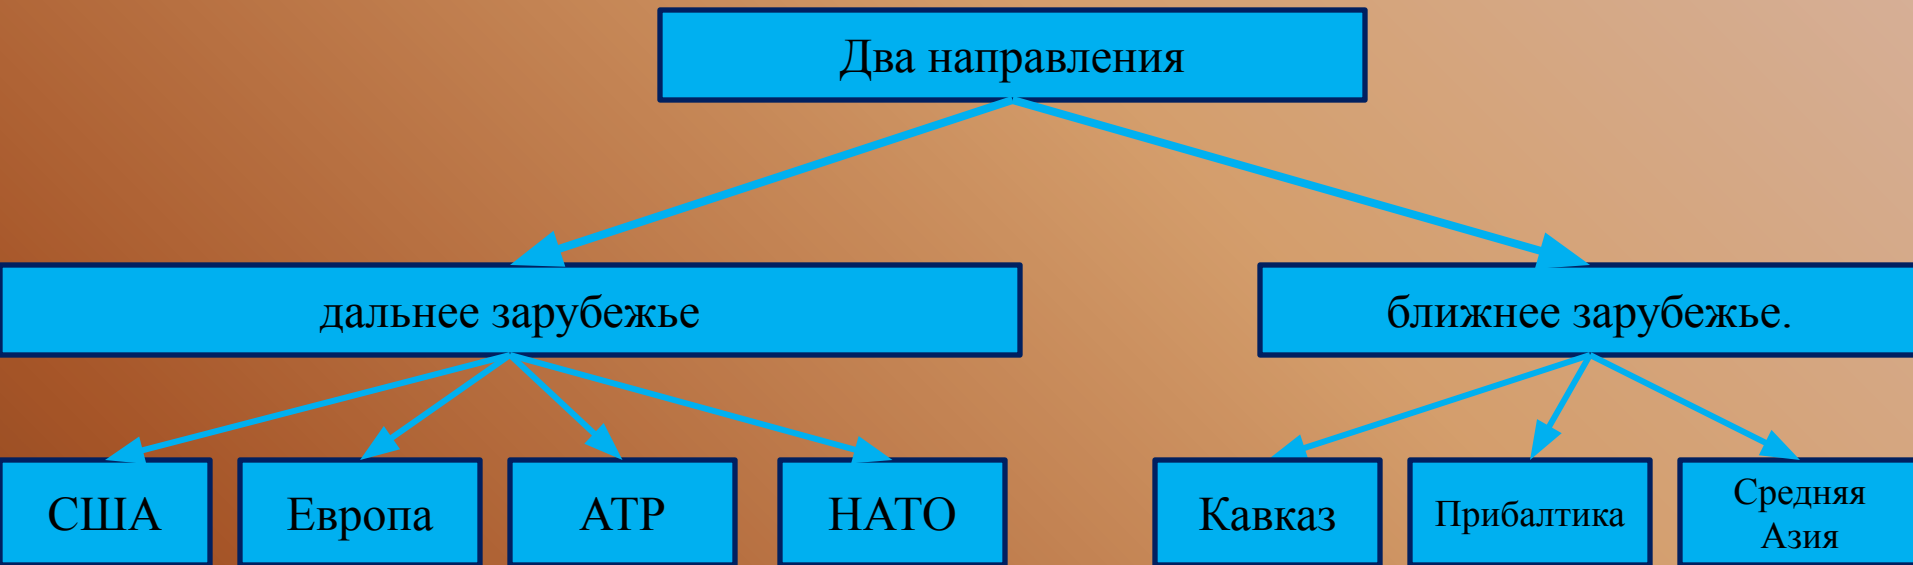 Два направления
дальнее зарубежье
ближнее зарубежье.
США
Европа
АТР
НАТО
Кавказ
Прибалтика
Средняя
Азия